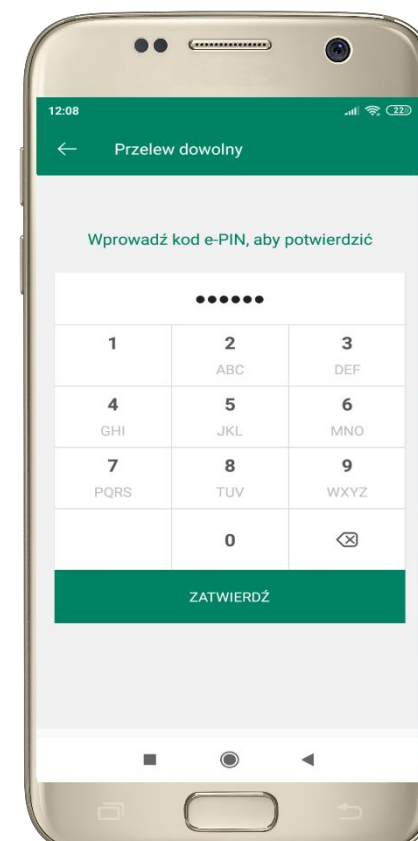 12:08
22
Przelew dowolny
Wprowadź kod e-PIN, aby potwierdzić
••••••
1 2 3
ABC DEF
4 5 6
GHI JKL MNO
7 8 9
PQRS TUV WXYZ
0
ZATWIERDŹ